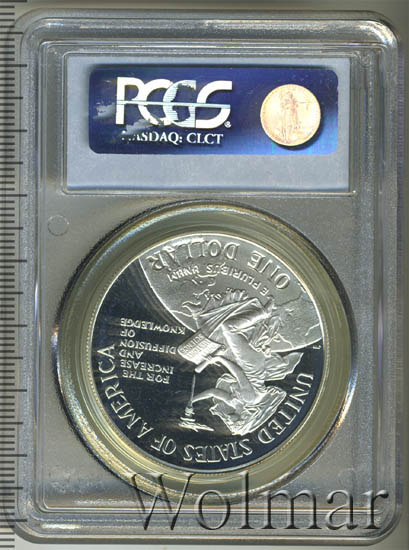 PCGS
NASDAQ: CLCT
UNITED STATES OF AMERICA
FOR THE
INCREASE
AND
DIFFUSION
OF
KNOWLEDGE
E PLURIBUS UNUM
ONE DOLLAR
Wolmar